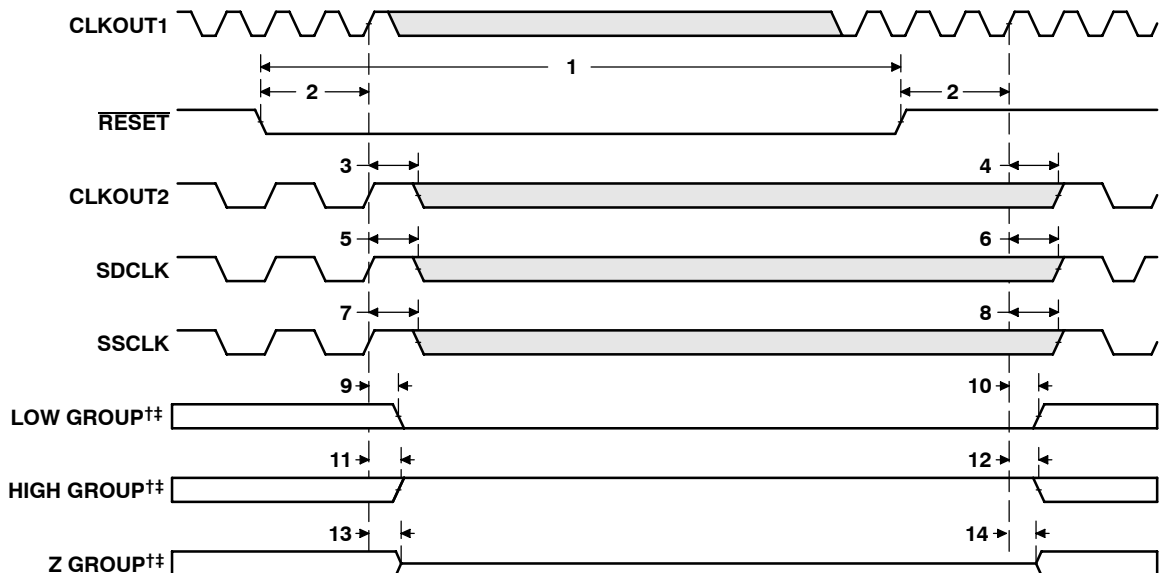 CLKOUT1
1
2 2
RESET
3 4
CLKOUT2
5 6
SDCLK
7 8
SSCLK
9 10
LOW GROUP†‡
11 12
HIGH GROUP†‡
13 14
Z GROUP†‡